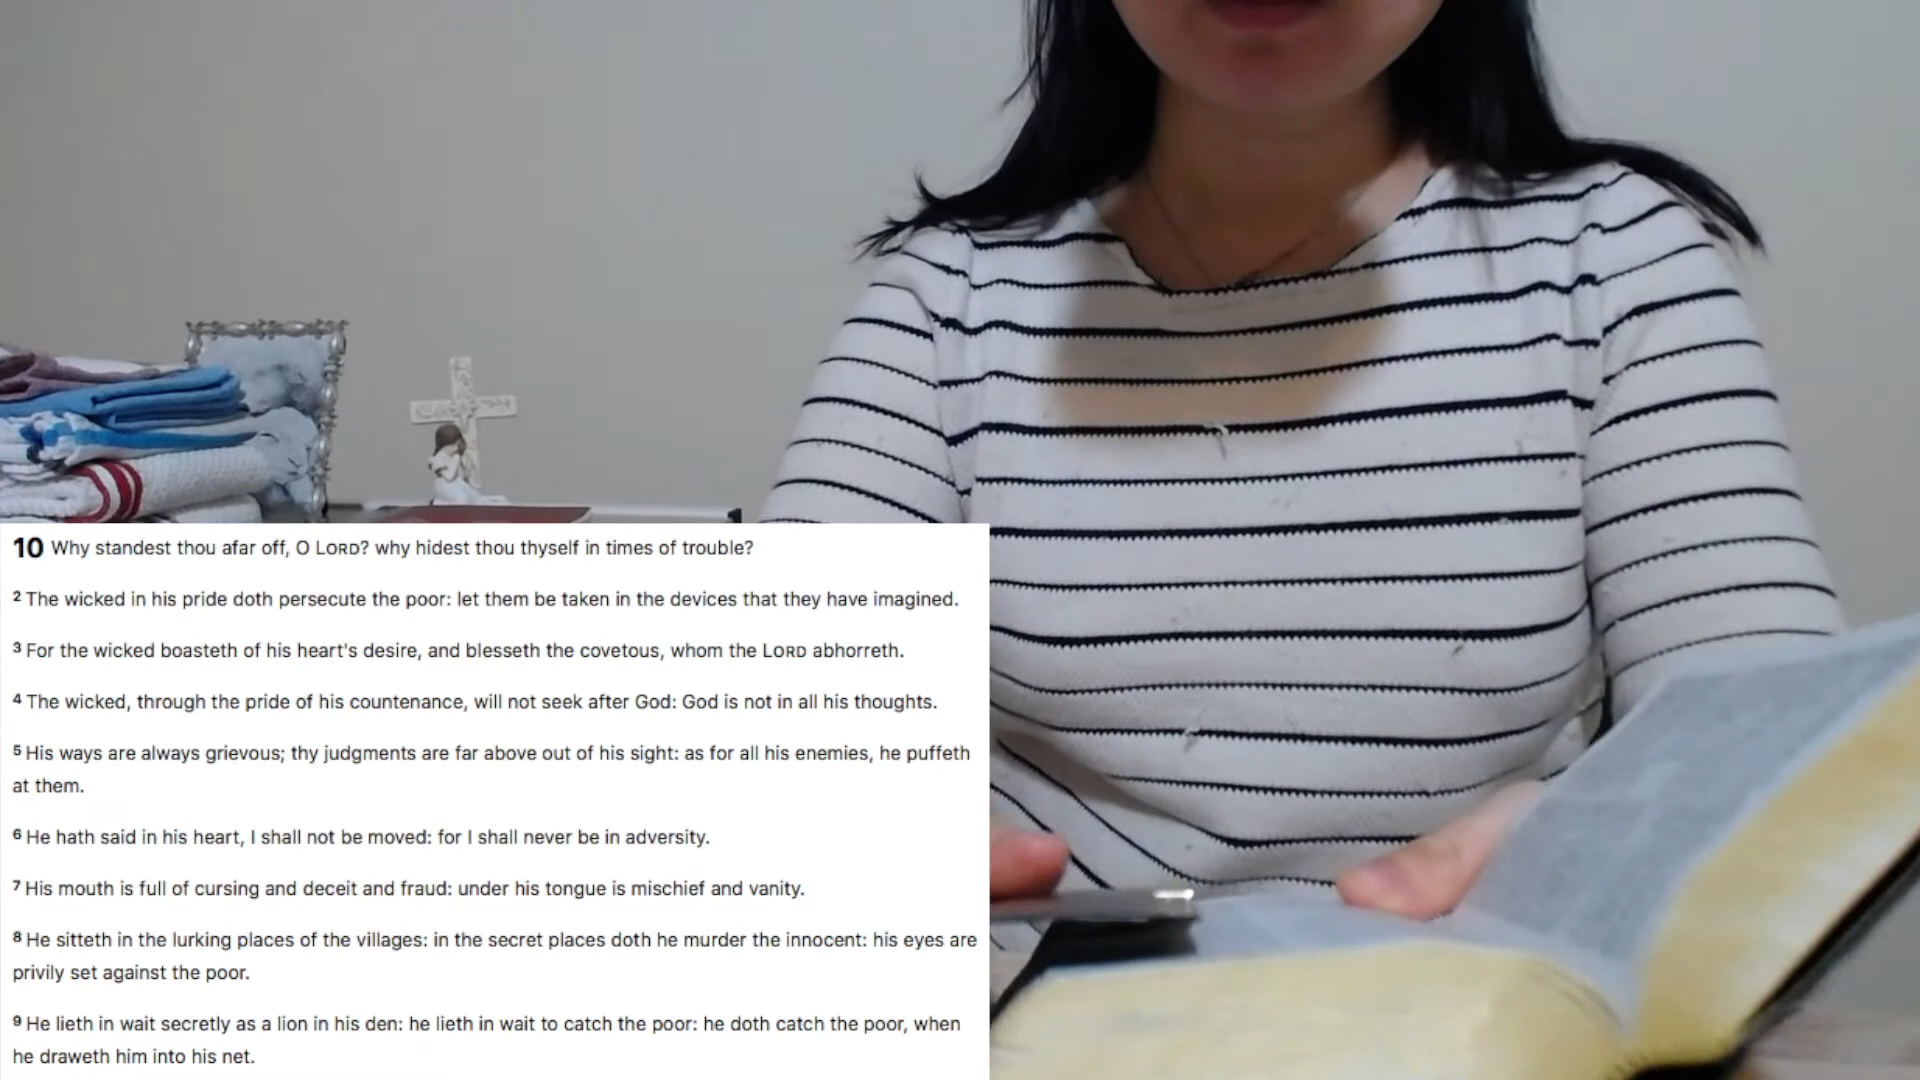 10 Why standest thou afar off, O LORD? why hidest thou thyself in times of trouble?
2 The wicked in his pride doth persecute the poor: let them be taken in the devices that they have imagined.
3 For the wicked boasteth of his heart's desire, and blesseth the covetous, whom the LORD abhorreth.
4 The wicked, through the pride of his countenance, will not seek after God: God is not in all his thoughts.
5 His ways are always grievous; thy judgments are far above out of his sight: as for all his enemies, he puffeth
at them.
6 He hath said in his heart, I shall not be moved: for I shall never be in adversity.
7 His mouth is full of cursing and deceit and fraud: under his tongue is mischief and vanity.
8 He sitteth in the lurking places of the villages: in the secret places doth he murder the innocent: his eyes are
privily set against the poor.
9 He lieth in wait secretly as a lion in his den: he lieth in wait to catch the poor: he doth catch the poor, when
he draweth him into his net.